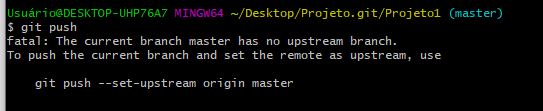 Usuário@DESKTOP-UHP76A7 MINGW64 ~/Desktop/Projeto.git/Projeto1 (master)
$ git push
fatal: The current branch master has no upstream branch.
To push the current branch and set the remote as upstream, use
git push --set-upstream origin master